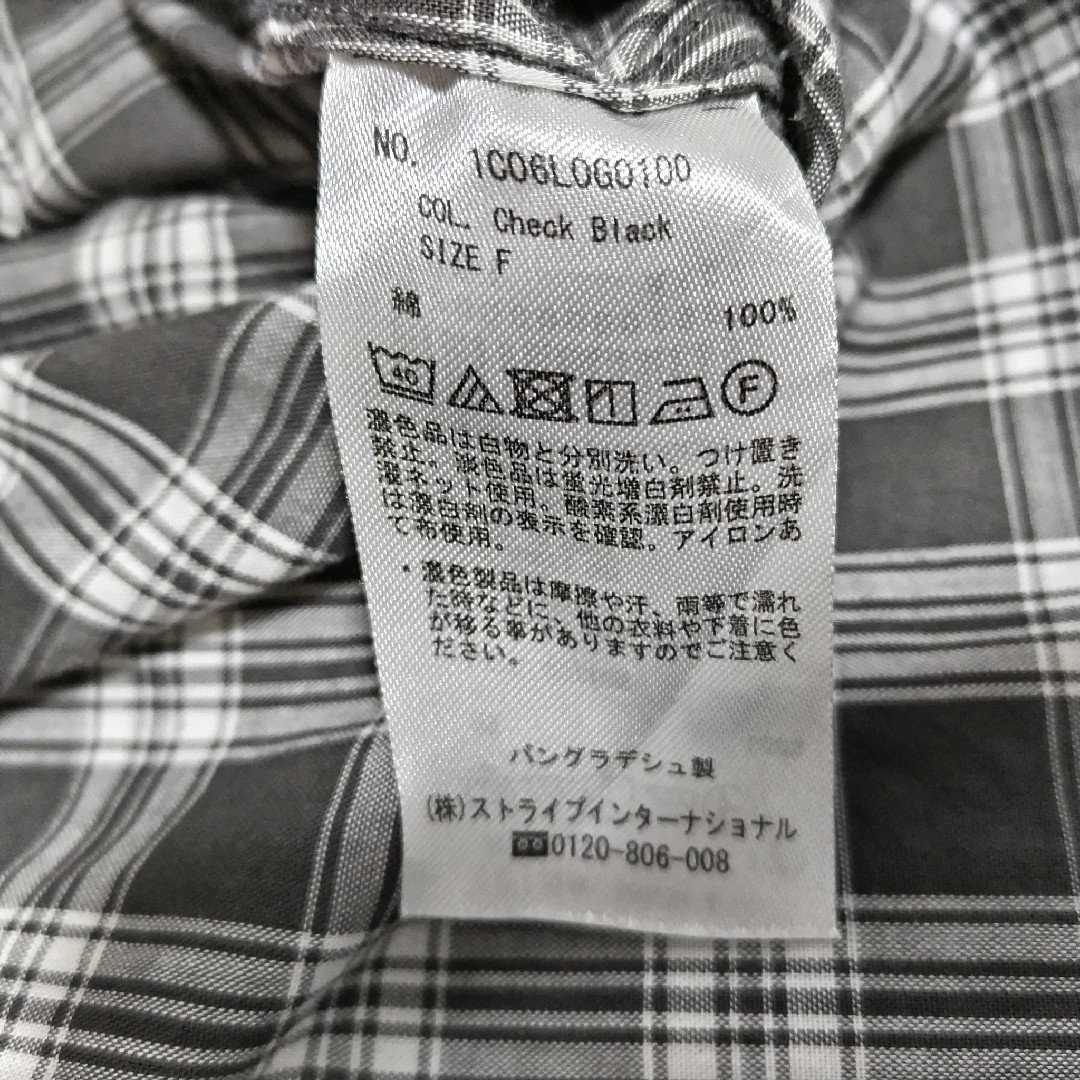 NO. 1C06L0G0100
COL. Check Black
SIZE F
綿 100%
40 F
濃色品は白物と分別洗い。つけ置き
禁止。淡色品は蛍光増白剤禁止。洗
濯ネット使用。酸素系漂白剤使用時
は漂白剤の表示を確認。アイロンあ
て布使用。
・濃色製品は摩擦や汗、雨等で濡れ
た時などに、他の衣料や下着に色
が移る事がありますのでご注意く
ださい。
バングラデシュ製
(株)ストライプインターナショナル
0120-806-008